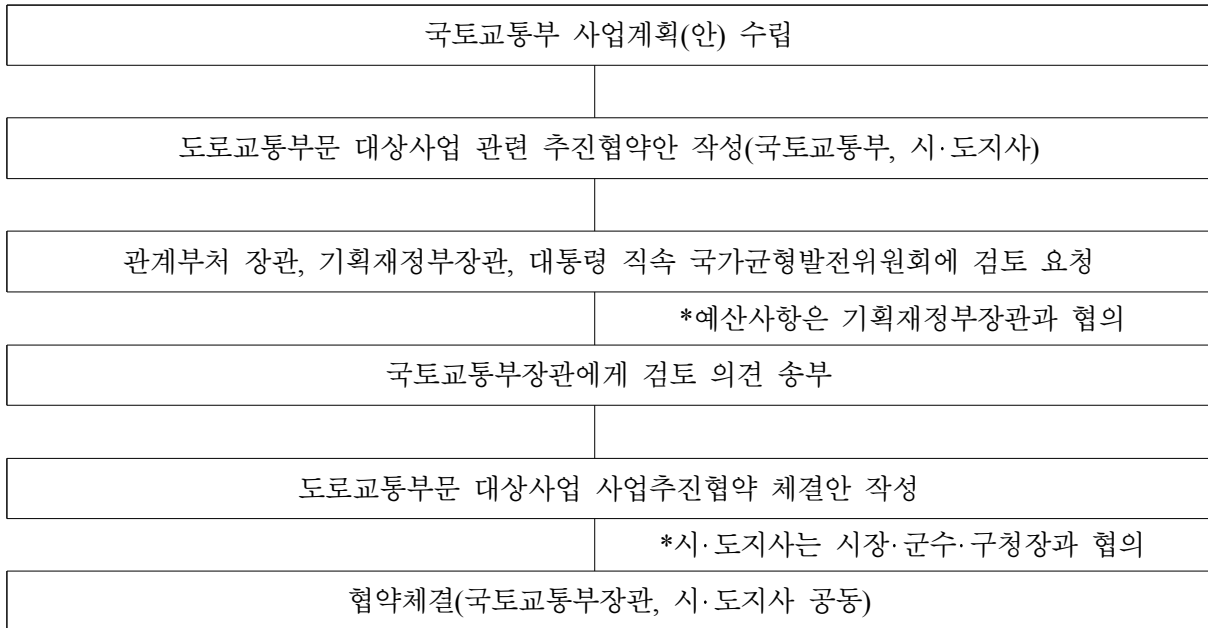 국토교통부 사업계획(안) 수립
도로교통부문 대상사업 관련 추진협약안 작성(국토교통부, 시·도지사)
관계부처 장관, 기획재정부장관, 대통령 직속 국가균형발전위원회에 검토 요청
*예산사항은 기획재정부장관과 협의
국토교통부장관에게 검토 의견 송부
도로교통부문 대상사업 사업추진협약 체결안 작성
*시·도지사는 시장·군수·구청장과 협의
협약체결(국토교통부장관, 시·도지사 공동)